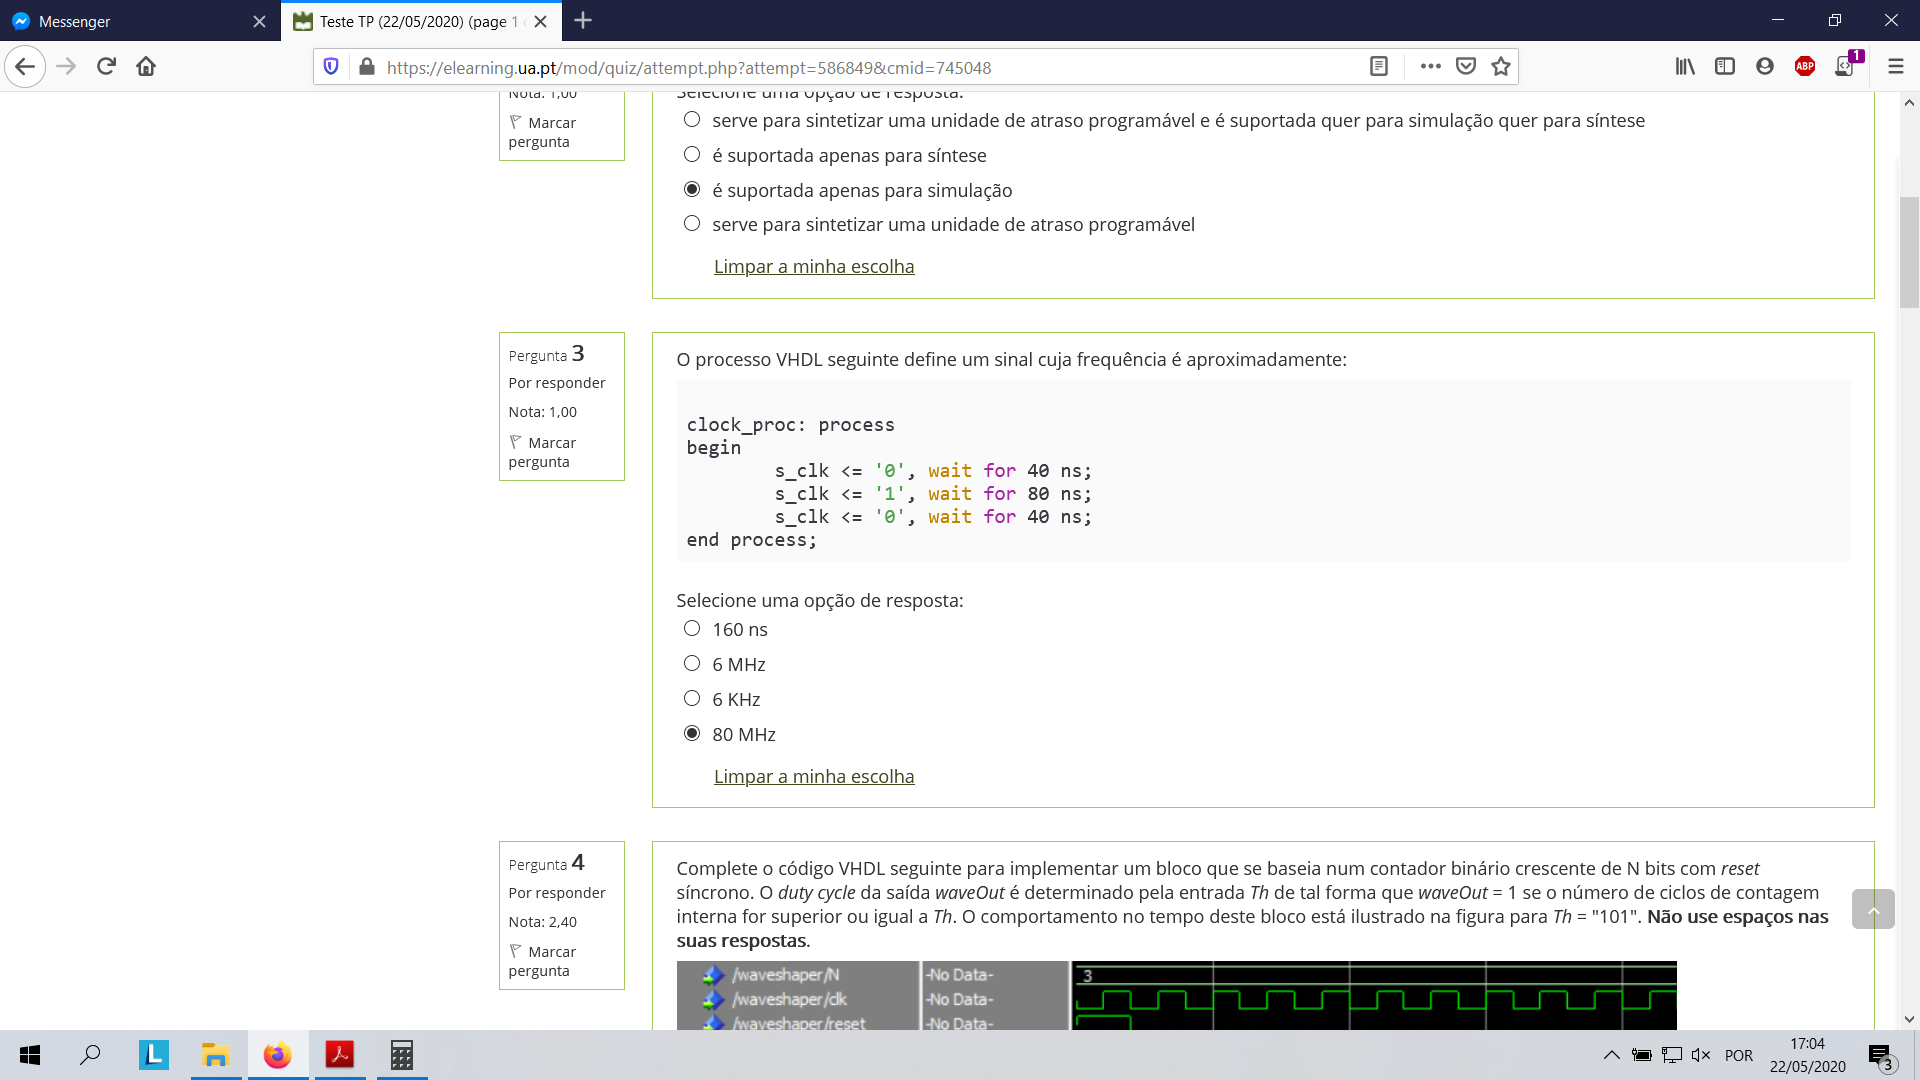 Messenger
Teste TP (22/05/2020) (page 1
https://elearning.ua.pt/mod/quiz/attempt.php?attempt=586849&cmid=745048
ABP
1
Nota: 1,00
Marcar
pergunta
Selecione uma opção de resposta:
serve para sintetizar uma unidade de atraso programável e é suportada quer para simulação quer para síntese
é suportada apenas para síntese
é suportada apenas para simulação
serve para sintetizar uma unidade de atraso programável
Limpar a minha escolha
Pergunta 3
Por responder
Nota: 1,00
Marcar
pergunta
O processo VHDL seguinte define um sinal cuja frequência é aproximadamente:
clock_proc: process
begin
s_clk <= '0', wait for 40 ns;
s_clk <= '1', wait for 80 ns;
s_clk <= '0', wait for 40 ns;
end process;
Selecione uma opção de resposta:
160 ns
6 MHz
6 KHz
80 MHz
Limpar a minha escolha
Pergunta 4
Por responder
Nota: 2,40
Marcar
pergunta
Complete o código VHDL seguinte para implementar um bloco que se baseia num contador binário crescente de N bits com reset
síncrono. O duty cycle da saída waveOut é determinado pela entrada Th de tal forma que waveOut = 1 se o número de ciclos de contagem
interna for superior ou igual a Th. O comportamento no tempo deste bloco está ilustrado na figura para Th = "101". Não use espaços nas
suas respostas.
/waveshaper/N -No Data- 3
/waveshaper/clk -No Data-
/waveshaper/reset -No Data-
L
POR
17:04
22/05/2020
3